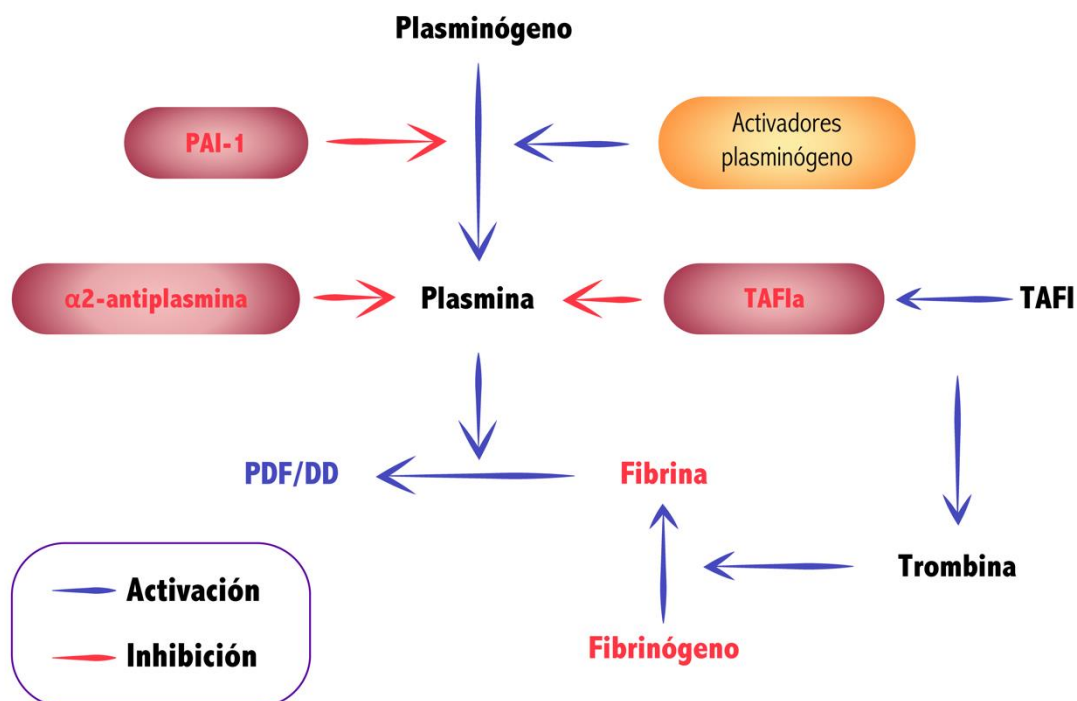 Plasminógeno
PAI-1
Activadores
plasminógeno
α2-antiplasmina
Plasmina
TAFIa
TAFI
PDF/DD
Fibrina
Activación
Trombina
Inhibición
Fibrinógeno